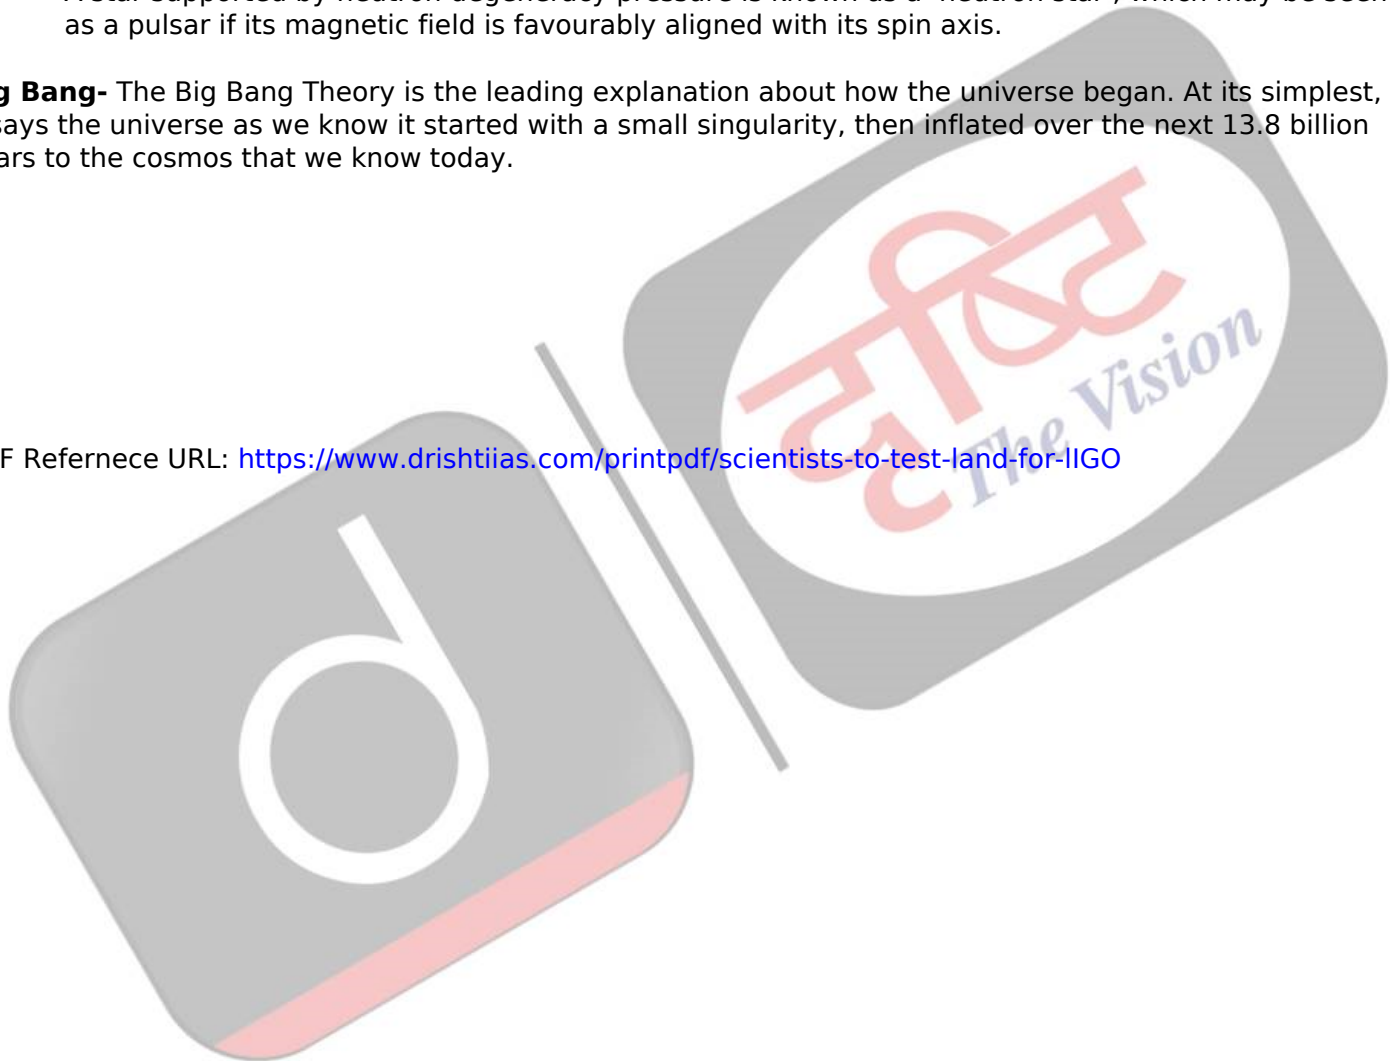 as a pulsar if its magnetic field is favourably aligned with its spin axis.
g Bang- The Big Bang Theory is the leading explanation about how the universe began. At its simplest,
says the universe as we know it started with a small singularity, then inflated over the next 13.8 billion
ars to the cosmos that we know today.
दृष्टि
The Vision
F Refernece URL: https://www.drishtiias.com/printpdf/scientists-to-test-land-for-lIGO
d